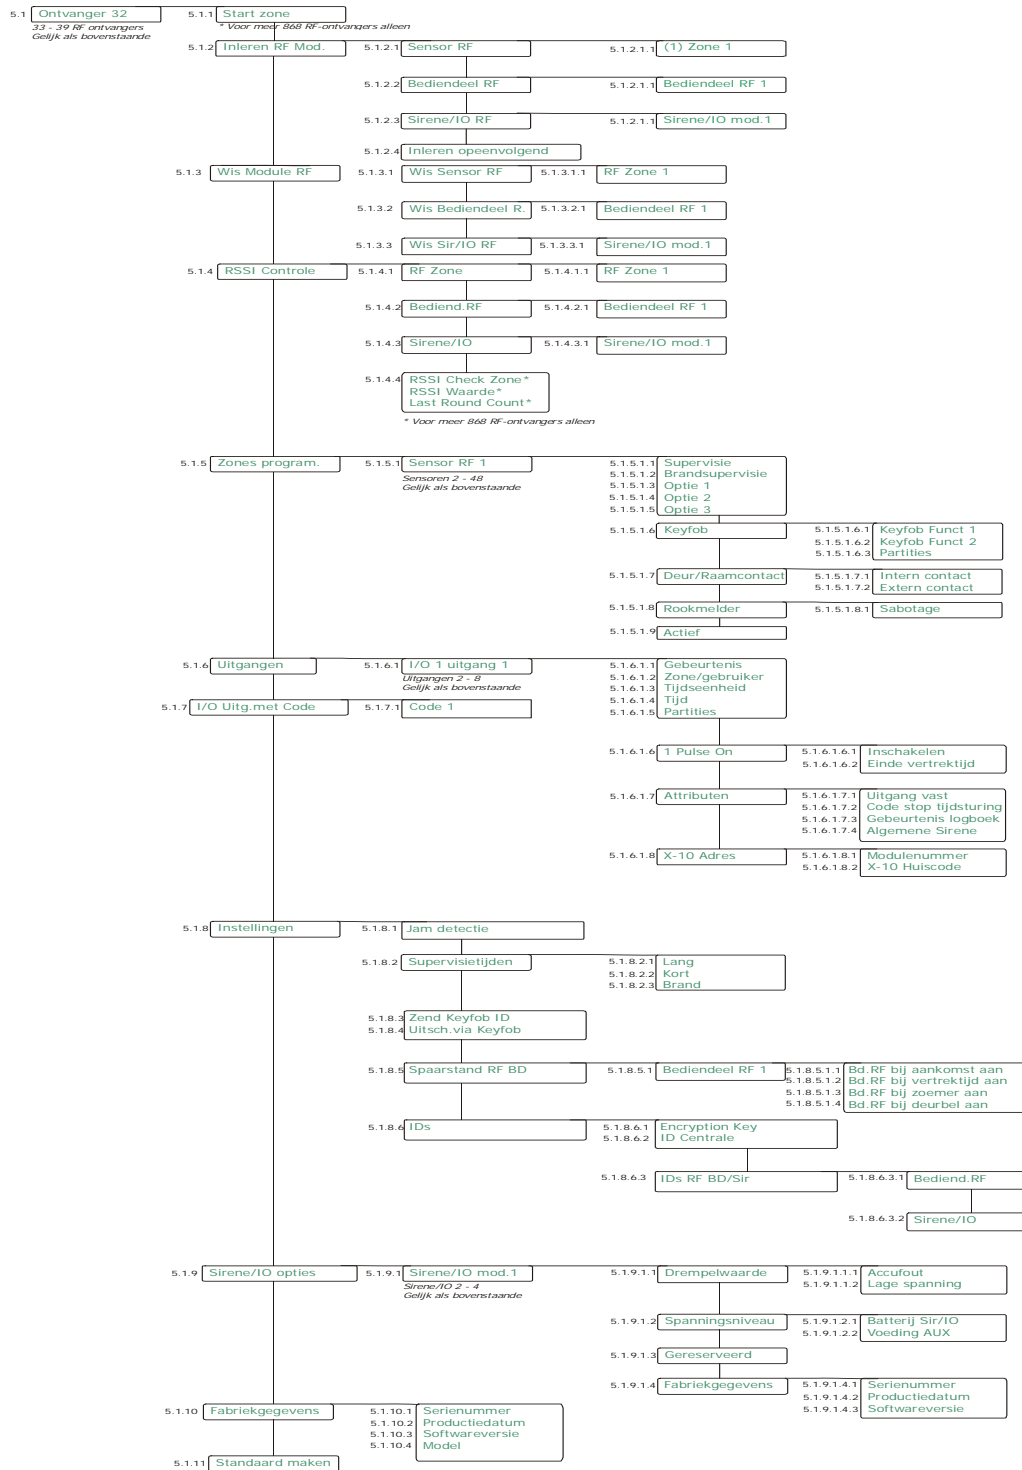 5.1 Ontvanger 32
33 - 39 RF ontvangers
Gelijk als bovenstaande
5.1.1 Start zone
* Voor meer 868 RF-ontvangers alleen
5.1.2 Inleren RF Mod.
5.1.2.1 Sensor RF
5.1.2.1.1 (1) Zone 1
5.1.2.2 Bediendeel RF
5.1.2.1.1 Bediendeel RF 1
5.1.2.3 Sirene/IO RF
5.1.2.1.1 Sirene/IO mod.1
5.1.2.4 Inleren opeenvolgend
5.1.3 Wis Module RF
5.1.3.1 Wis Sensor RF
5.1.3.1.1 RF Zone 1
5.1.3.2 Wis Bediendeel R.
5.1.3.2.1 Bediendeel RF 1
5.1.3.3 Wis Sir/IO RF
5.1.3.3.1 Sirene/IO mod.1
5.1.4 RSSI Controle
5.1.4.1 RF Zone
5.1.4.1.1 RF Zone 1
5.1.4.2 Bediend.RF
5.1.4.2.1 Bediendeel RF 1
5.1.4.3 Sirene/IO
5.1.4.3.1 Sirene/IO mod.1
5.1.4.4 RSSI Check Zone*
RSSI Waarde*
Last Round Count*
* Voor meer 868 RF-ontvangers alleen
5.1.5 Zones program.
5.1.5.1 Sensor RF 1
Sensoren 2 - 48
Gelijk als bovenstaande
5.1.5.1.1 Supervisie
5.1.5.1.2 Brandsupervisie
5.1.5.1.3 Optie 1
5.1.5.1.4 Optie 2
5.1.5.1.5 Optie 3
5.1.5.1.6 Keyfob
5.1.5.1.6.1 Keyfob Funct 1
5.1.5.1.6.2 Keyfob Funct 2
5.1.5.1.6.3 Partities
5.1.5.1.7 Deur/Raamcontact
5.1.5.1.7.1 Intern contact
5.1.5.1.7.2 Extern contact
5.1.5.1.8 Rookmelder
5.1.5.1.8.1 Sabotage
5.1.5.1.9 Actief
5.1.6 Uitgangen
5.1.6.1 I/O 1 uitgang 1
Uitgangen 2 - 8
Gelijk als bovenstaande
5.1.6.1.1 Gebeurtenis
5.1.6.1.2 Zone/gebruiker
5.1.6.1.3 Tijdseenheid
5.1.6.1.4 Tijd
5.1.6.1.5 Partities
5.1.7 I/O Uitg.met Code
5.1.7.1 Code 1
5.1.6.1.6 1 Pulse On
5.1.6.1.6.1 Inschakelen
5.1.6.1.6.2 Einde vertrektijd
5.1.6.1.7 Attributen
5.1.6.1.7.1 Uitgang vast
5.1.6.1.7.2 Code stop tijdsturing
5.1.6.1.7.3 Gebeurtenis logboek
5.1.6.1.7.4 Algemene Sirene
5.1.6.1.8 X-10 Adres
5.1.6.1.8.1 Modulenummer
5.1.6.1.8.2 X-10 Huiscode
5.1.8 Instellingen
5.1.8.1 Jam detectie
5.1.8.2 Supervisietijden
5.1.8.2.1 Lang
5.1.8.2.2 Kort
5.1.8.2.3 Brand
5.1.8.3 Zend Keyfob ID
5.1.8.4 Uitsch.via Keyfob
5.1.8.5 Spaarstand RF BD
5.1.8.5.1 Bediendeel RF 1
5.1.8.5.1.1 Bd.RF bij aankomst aan
5.1.8.5.1.2 Bd.RF bij vertrektijd aan
5.1.8.5.1.3 Bd.RF bij zoemer aan
5.1.8.5.1.4 Bd.RF bij deurbel aan
5.1.8.6 IDs
5.1.8.6.1 Encryption Key
5.1.8.6.2 ID Centrale
5.1.8.6.3 IDs RF BD/Sir
5.1.8.6.3.1 Bediend.RF
5.1.8.6.3.2 Sirene/IO
5.1.9 Sirene/IO opties
5.1.9.1 Sirene/IO mod.1
Sirene/IO 2 - 4
Gelijk als bovenstaande
5.1.9.1.1 Drempelwaarde
5.1.9.1.1.1 Accufout
5.1.9.1.1.2 Lage spanning
5.1.9.1.2 Spanningsniveau
5.1.9.1.2.1 Batterij Sir/IO
5.1.9.1.2.2 Voeding AUX
5.1.9.1.3 Gereserveerd
5.1.9.1.4 Fabriekgegevens
5.1.9.1.4.1 Serienummer
5.1.9.1.4.2 Productiedatum
5.1.9.1.4.3 Softwareversie
5.1.10 Fabriekgegevens
5.1.10.1 Serienummer
5.1.10.2 Productiedatum
5.1.10.3 Softwareversie
5.1.10.4 Model
5.1.11 Standaard maken